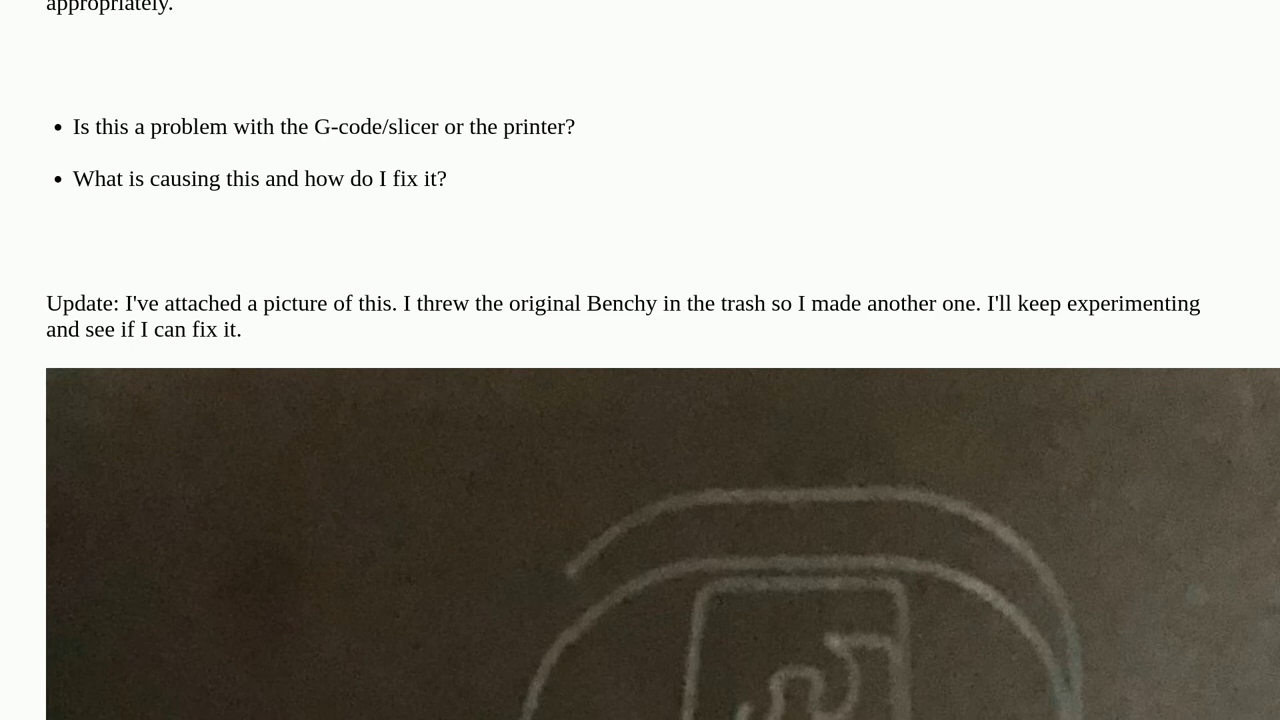 appropriately.
• Is this a problem with the G-code/slicer or the printer?
• What is causing this and how do I fix it?
Update: I've attached a picture of this. I threw the original Benchy in the trash so I made another one. I'll keep experimenting
and see if I can fix it.